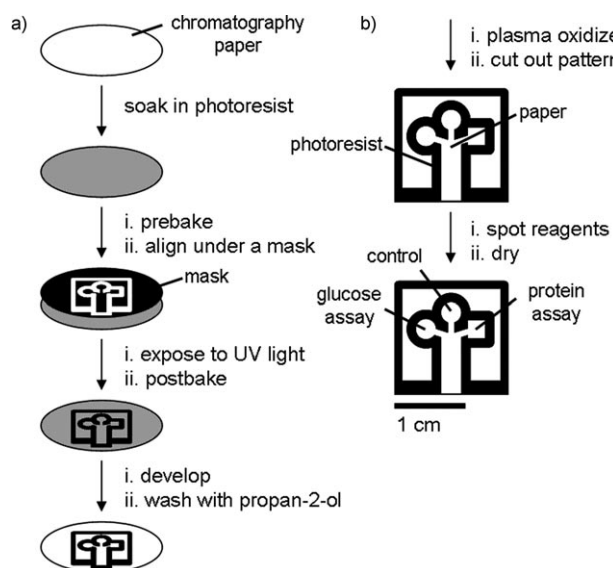 a)
chromatography
paper
soak in photoresist
i. prebake
ii. align under a mask
mask
i. expose to UV light
ii. postbake
i. develop
ii. wash with propan-2-ol
b)
i. plasma oxidize
ii. cut out pattern
paper
photoresist
i. spot reagents
ii. dry
control
glucose
assay
protein
assay
1 cm